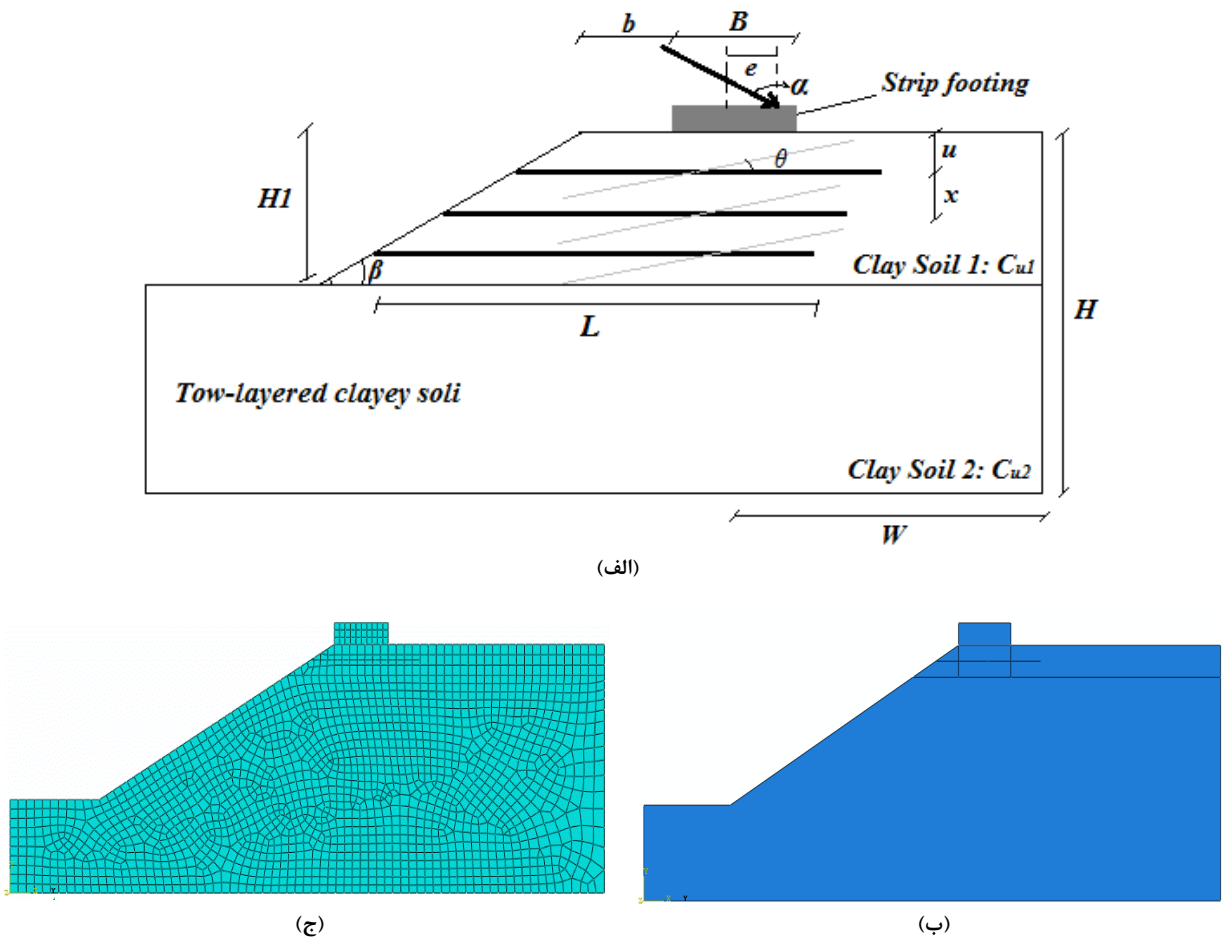 b
B
e
α
Strip footing
u
θ
x
H1
β
Clay Soil 1: Cu1
L
H
Tow-layered clayey soli
Clay Soil 2: Cu2
W
(الف)
(ج)
(ب)